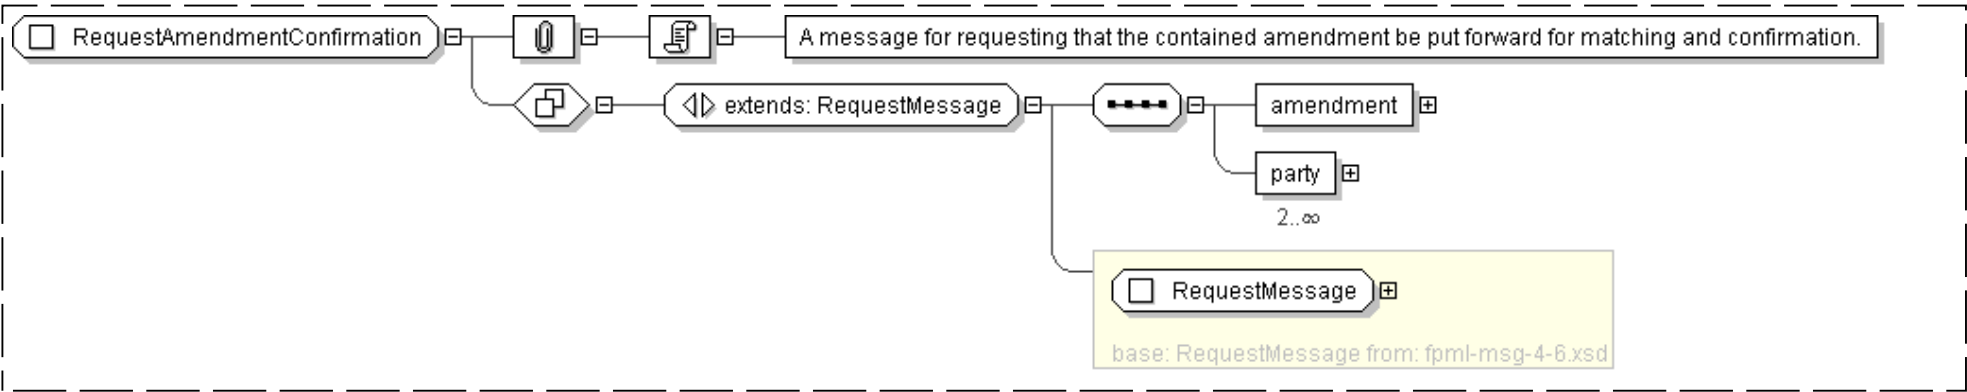 RequestAmendmentConfirmation
A message for requesting that the contained amendment be put forward for matching and confirmation.
extends: RequestMessage
amendment
party
2..∞
RequestMessage
base: RequestMessage from: fpml-msg-4-6.xsd